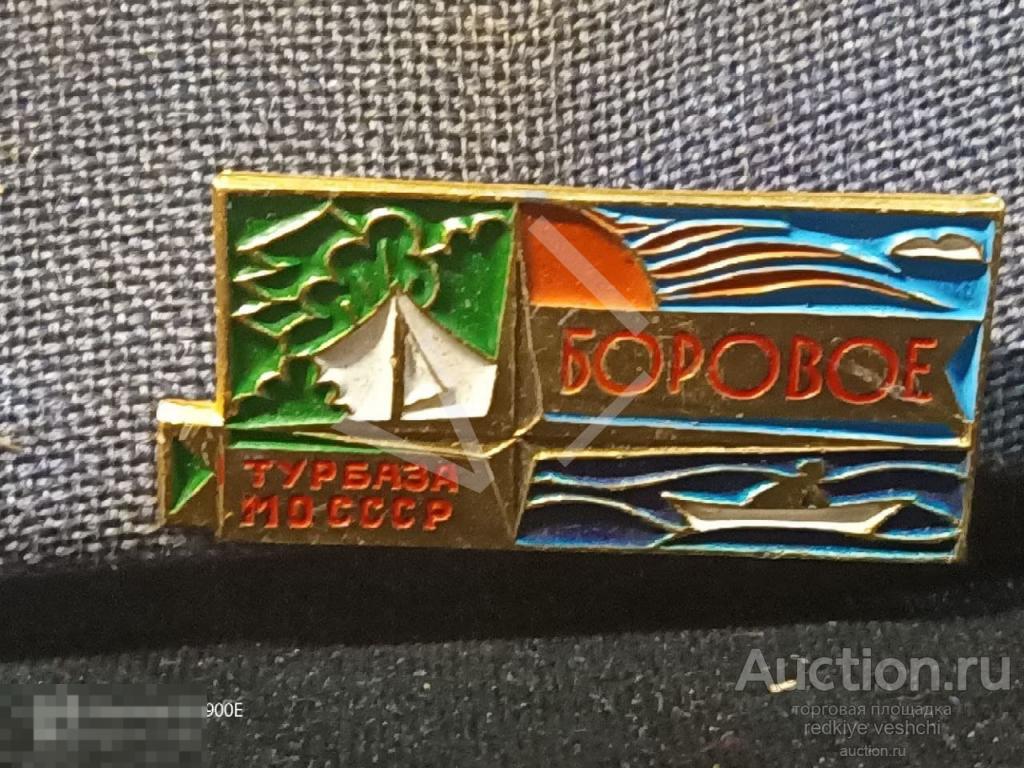 БОРОВОЕ
ТУРБАЗА
МО СССР
900E
Auction.ru
торговая площадка
redkiye veshchi
auction.ru